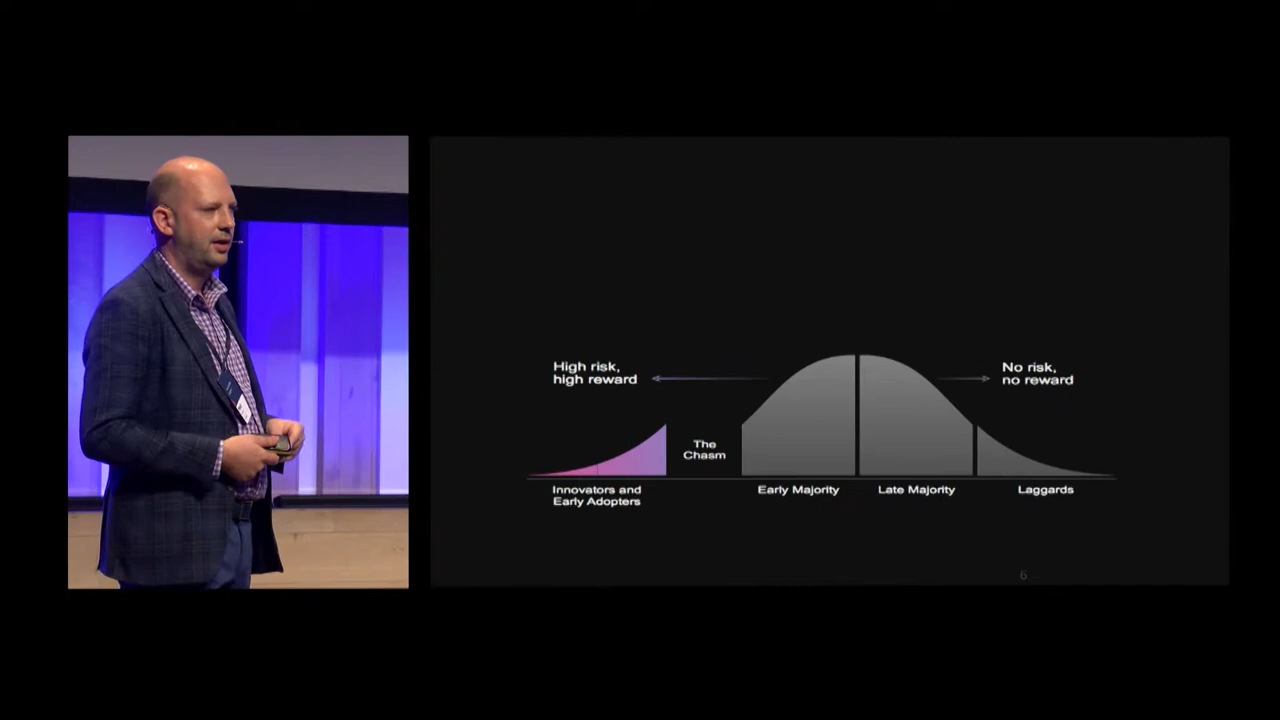 High risk,
high reward
No risk,
no reward
The
Chasm
Innovators and
Early Adopters
Early Majority
Late Majority
Laggards
6